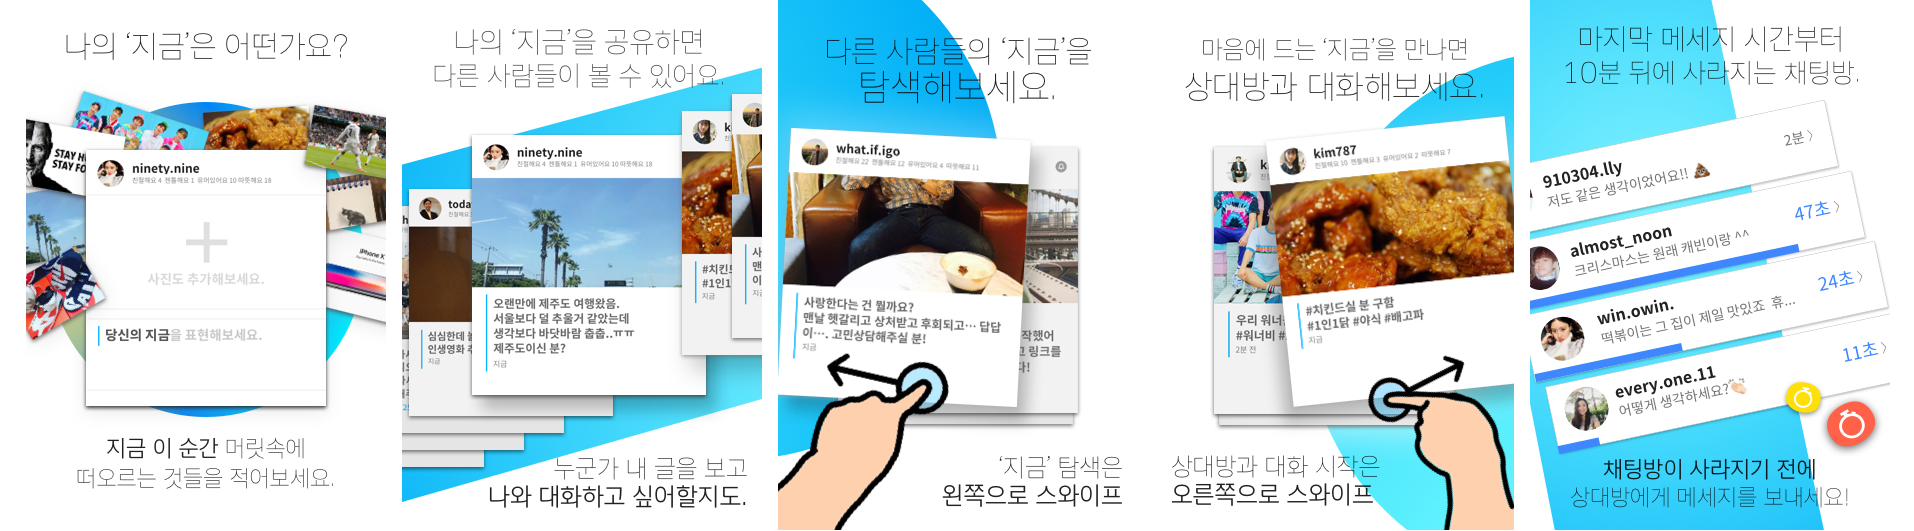 나의 ‘지금’은 어떤가요?
STAY H
STAY FO
ninety.nine
친절해요 4 젠틀해요 1 유머있어요 10 따뜻해요 18
사진도 추가해보세요.
iPhone X
당신의 지금을 표현해보세요.
지금 이 순간 머릿속에
떠오르는 것들을 적어보세요.
나의 ‘지금’을 공유하면
다른 사람들이 볼 수 있어요.
ninety.nine
친절해요 4 젠틀해요 1 유머있어요 10 따뜻해요 18
toda
친절해요
심심한데 놀
인생영화 추
지금
오랜만에 제주도 여행왔음.
서울보다 덜 추울거 같았는데
생각보다 바닷바람 춥춥..ㅠㅠ
제주도이신 분?
지금
k
#치킨드
#1인1
지금
사
맨
이
지금
누군가 내 글을 보고
나와 대화하고 싶어할지도.
다른 사람들의 ‘지금’을
탐색해보세요.
what.if.igo
친절해요 22 젠틀해요 12 유머있어요 4 따뜻해요 11
사랑한다는 건 뭘까요?
맨날 헷갈리고 상처받고 후회되고… 답답
이…. 고민상담해주실 분!
지금
작했어
고 링크를
다!
‘지금’ 탐색은
왼쪽으로 스와이프
마음에 드는 ‘지금’을 만나면
상대방과 대화해보세요.
k
kim787
친절해요 10 젠틀해요 3 유머있어요 2 따뜻해요 7
우리 워너
#워너비 #
2분 전
#치킨드실 분 구함
#1인1닭 #야식 #배고파
지금
상대방과 대화 시작은
오른쪽으로 스와이프
마지막 메세지 시간부터
10분 뒤에 사라지는 채팅방.
2분 〉
910304.lly
저도 같은 생각이었어요!! 💩
47초 〉
almost_noon
크리스마스는 원래 캐빈이랑 ^^
24초 〉
win.owin.
떡볶이는 그 집이 제일 맛있죠 휴...
11초 〉
every.one.11
어떻게 생각하세요?👏🏻
채팅방이 사라지기 전에
상대방에게 메세지를 보내세요!